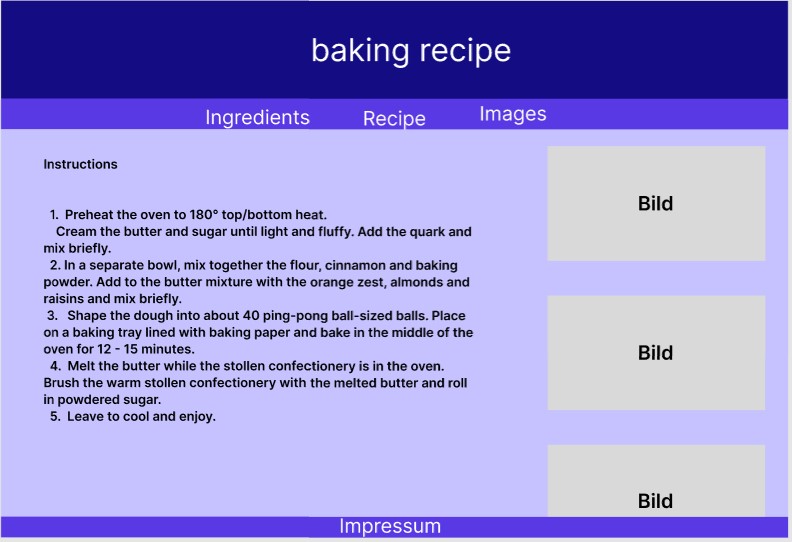 baking recipe
Ingredients Recipe Images
Instructions
1. Preheat the oven to 180° top/bottom heat.
Cream the butter and sugar until light and fluffy. Add the quark and
mix briefly.
2. In a separate bowl, mix together the flour, cinnamon and baking
powder. Add to the butter mixture with the orange zest, almonds and
raisins and mix briefly.
3. Shape the dough into about 40 ping-pong ball-sized balls. Place
on a baking tray lined with baking paper and bake in the middle of the
oven for 12 - 15 minutes.
4. Melt the butter while the stollen confectionery is in the oven.
Brush the warm stollen confectionery with the melted butter and roll
in powdered sugar.
5. Leave to cool and enjoy.
Bild
Bild
Bild
Impressum